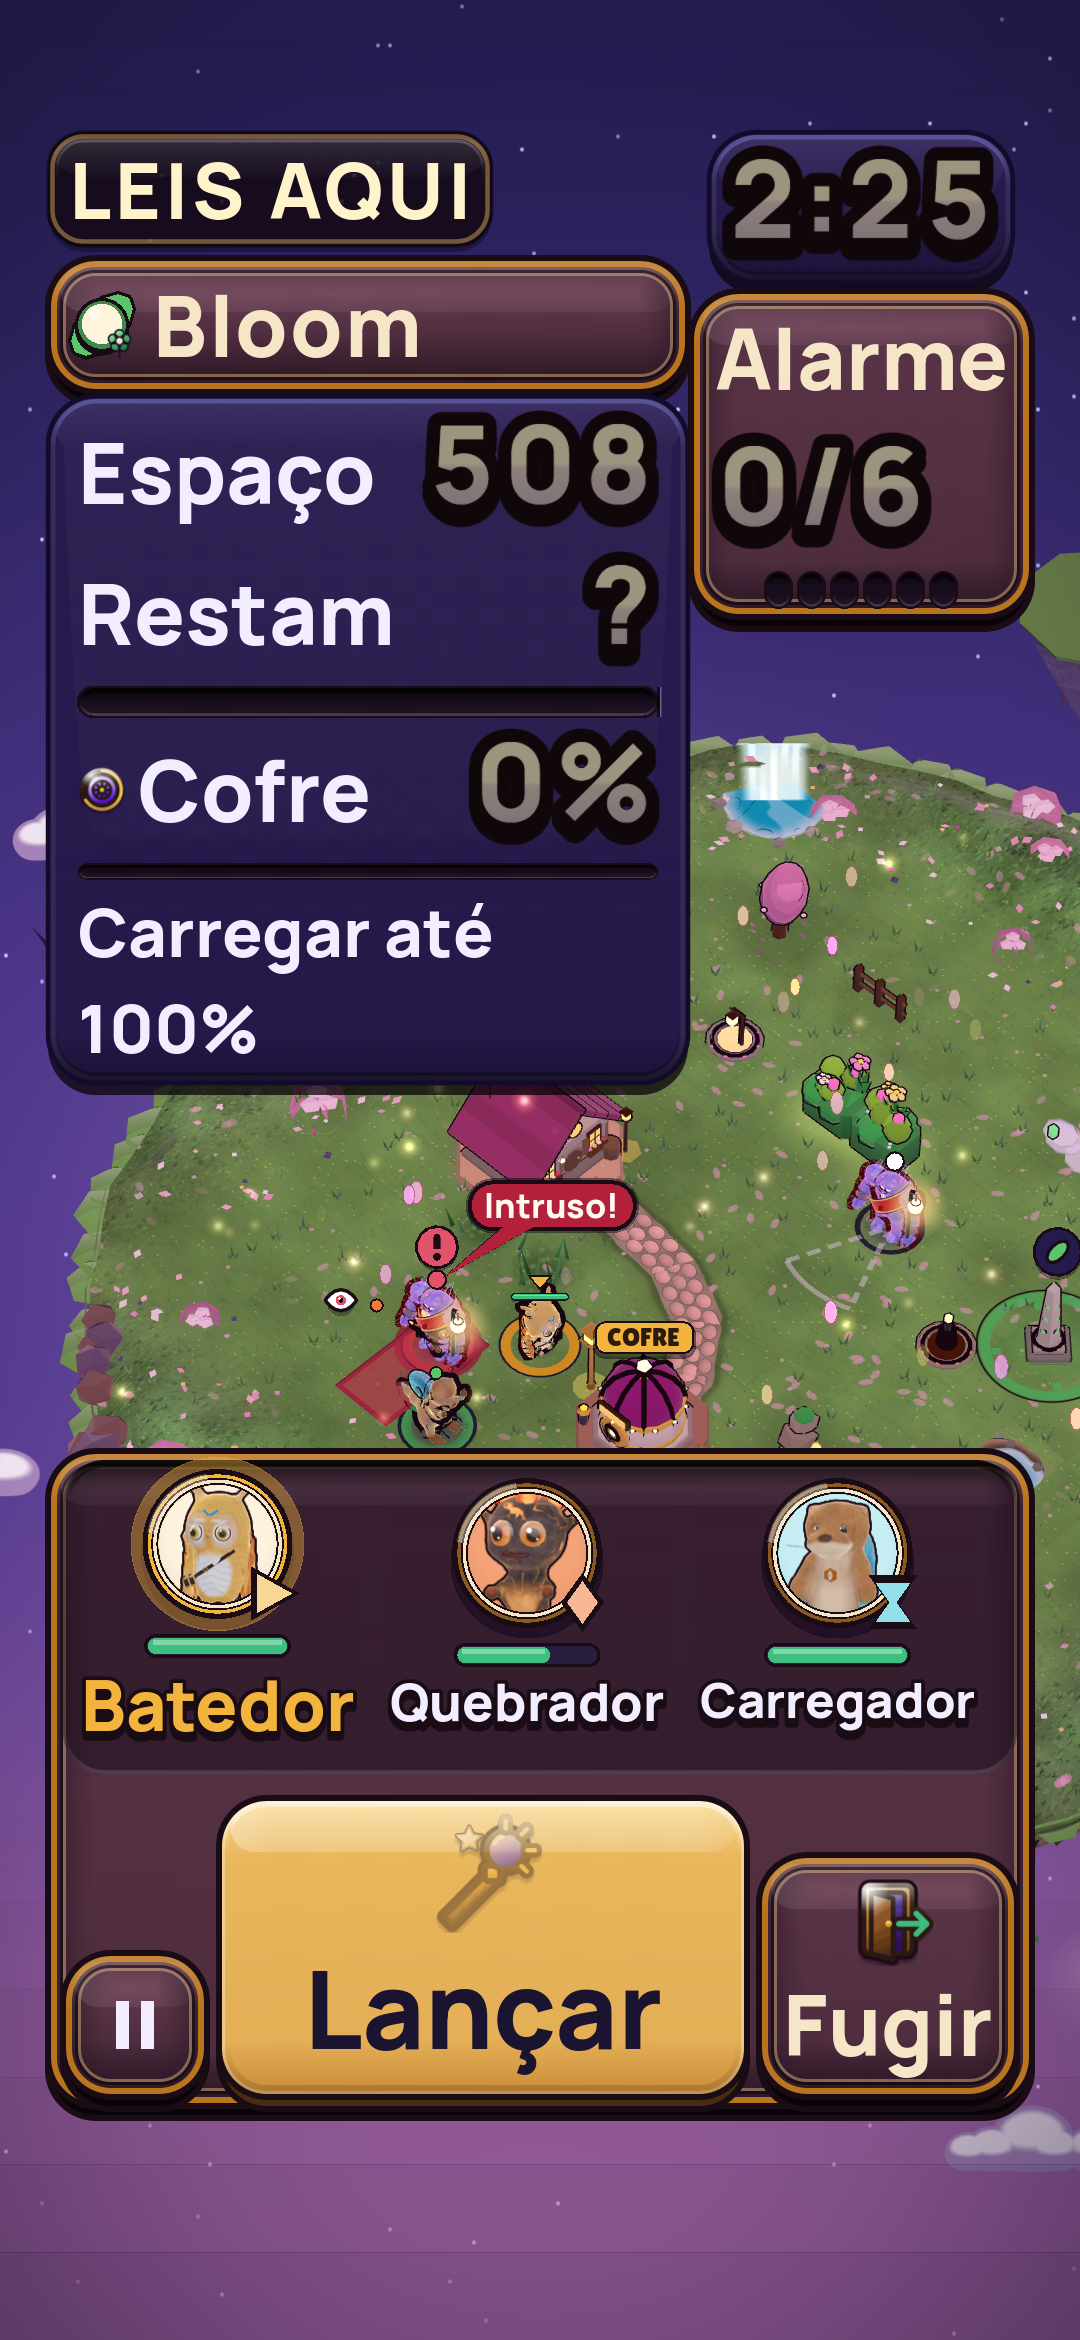 LEIS AQUI
2:25
Bloom
Alarme
0/6
Espaço 508
Restam ?
Cofre 0%
Carregar até
100%
Intruso!
COFRE
Batedor
Quebrador
Carregador
Lançar
Fugir